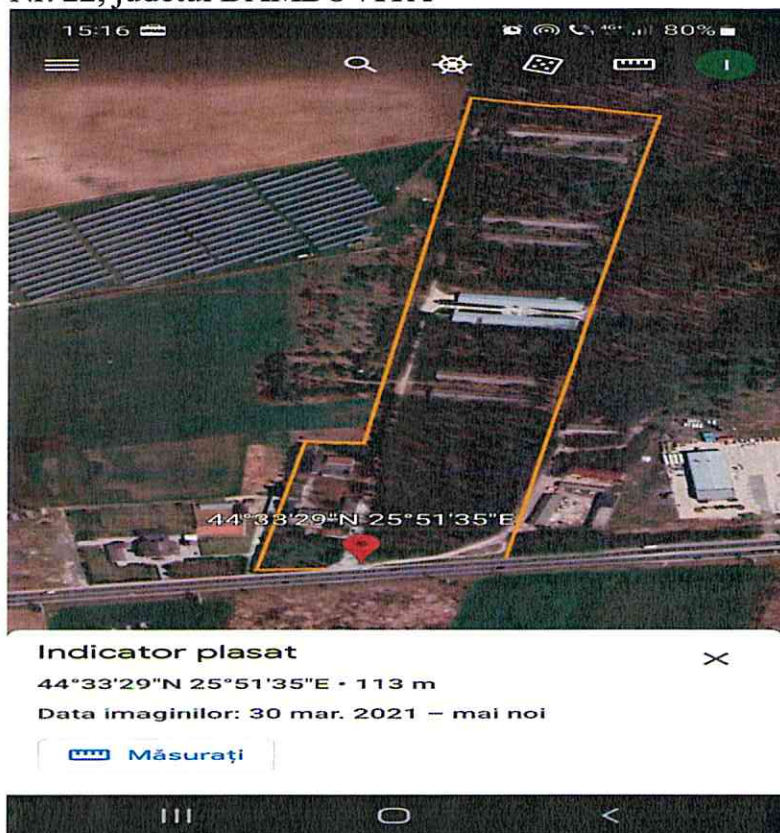 15:16 4G+ 80%
I
44°33'29"N 25°51'35"E
Indicator plasat
44°33'29"N 25°51'35"E • 113 m
Data imaginilor: 30 mar. 2021 – mai noi
Măsurați